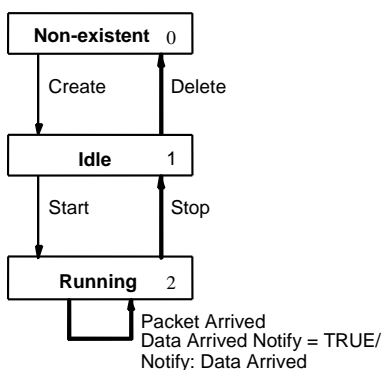 Non-existent 0
Create Delete
Idle 1
Start Stop
Running 2
Packet Arrived
Data Arrived Notify = TRUE/
Notify: Data Arrived